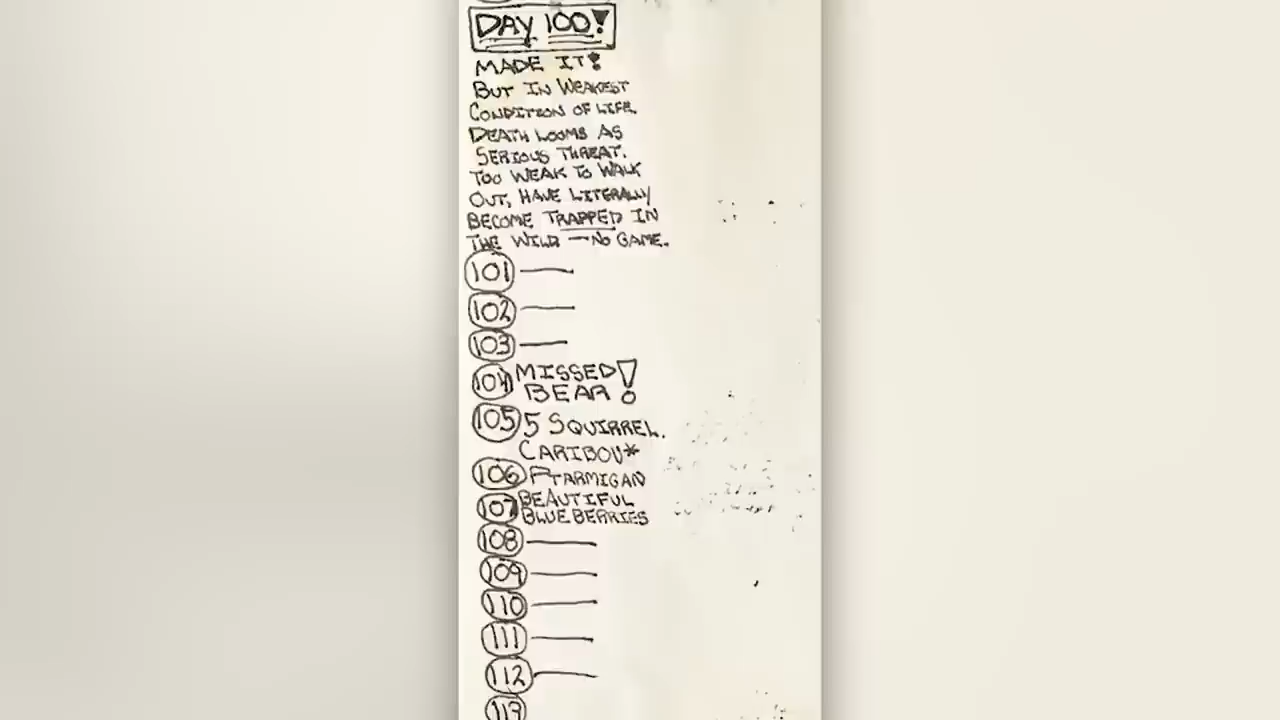 DAY 100!
MADE IT!
BUT IN WEAKEST
CONDITION OF LIFE.
DEATH LOOMS AS
SERIOUS THREAT.
TOO WEAK TO WALK
OUT, HAVE LITERALLY
BECOME TRAPPED IN
THE WILD —NO GAME.
101 —
102 —
103 —
104 MISSED
BEAR!
105 5 SQUIRREL.
CARIBOU*
106 PTARMIGAN
107 BEAUTIFUL
BLUE BERRIES
108 —
109 —
110 —
111 —
112 —
113